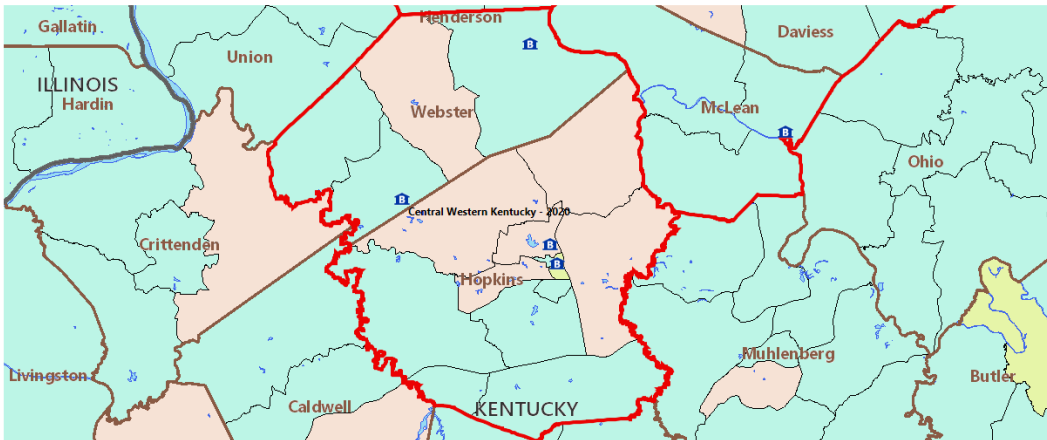 Henderson
Gallatin
Daviess
Union
ILLINOIS
Hardin
Webster
McLean
B
B
Ohio
B
Central Western Kentucky - 2020
Crittenden
B
B
Hopkins
Muhlenberg
Livingston
Butler
Caldwell
KENTUCKY